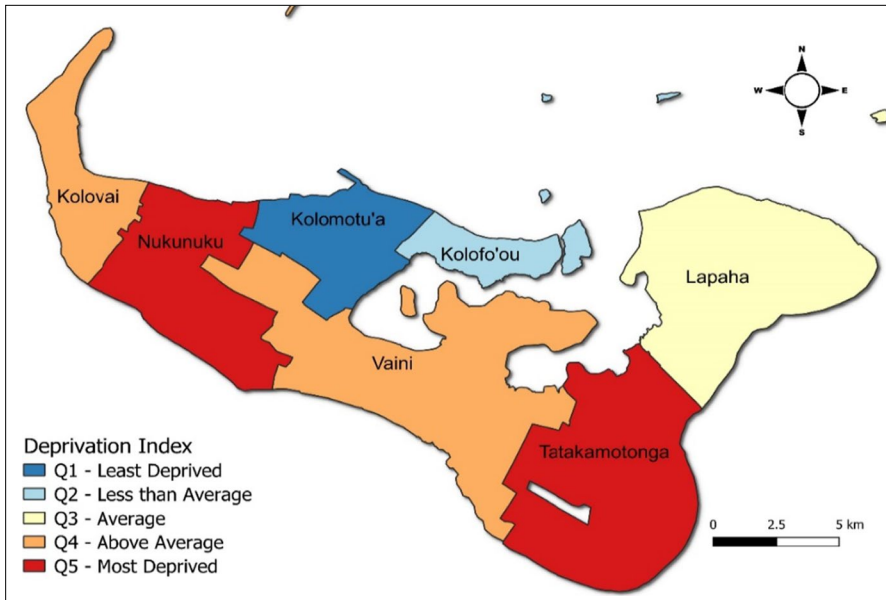 N
W E
S
Kolovai
Nukunuku
Kolomotu'a
Kolofo'ou
Lapaha
Vaini
Tatakamotonga
Deprivation Index
Q1 - Least Deprived
Q2 - Less than Average
Q3 - Average
Q4 - Above Average
Q5 - Most Deprived
0 2.5 5 km